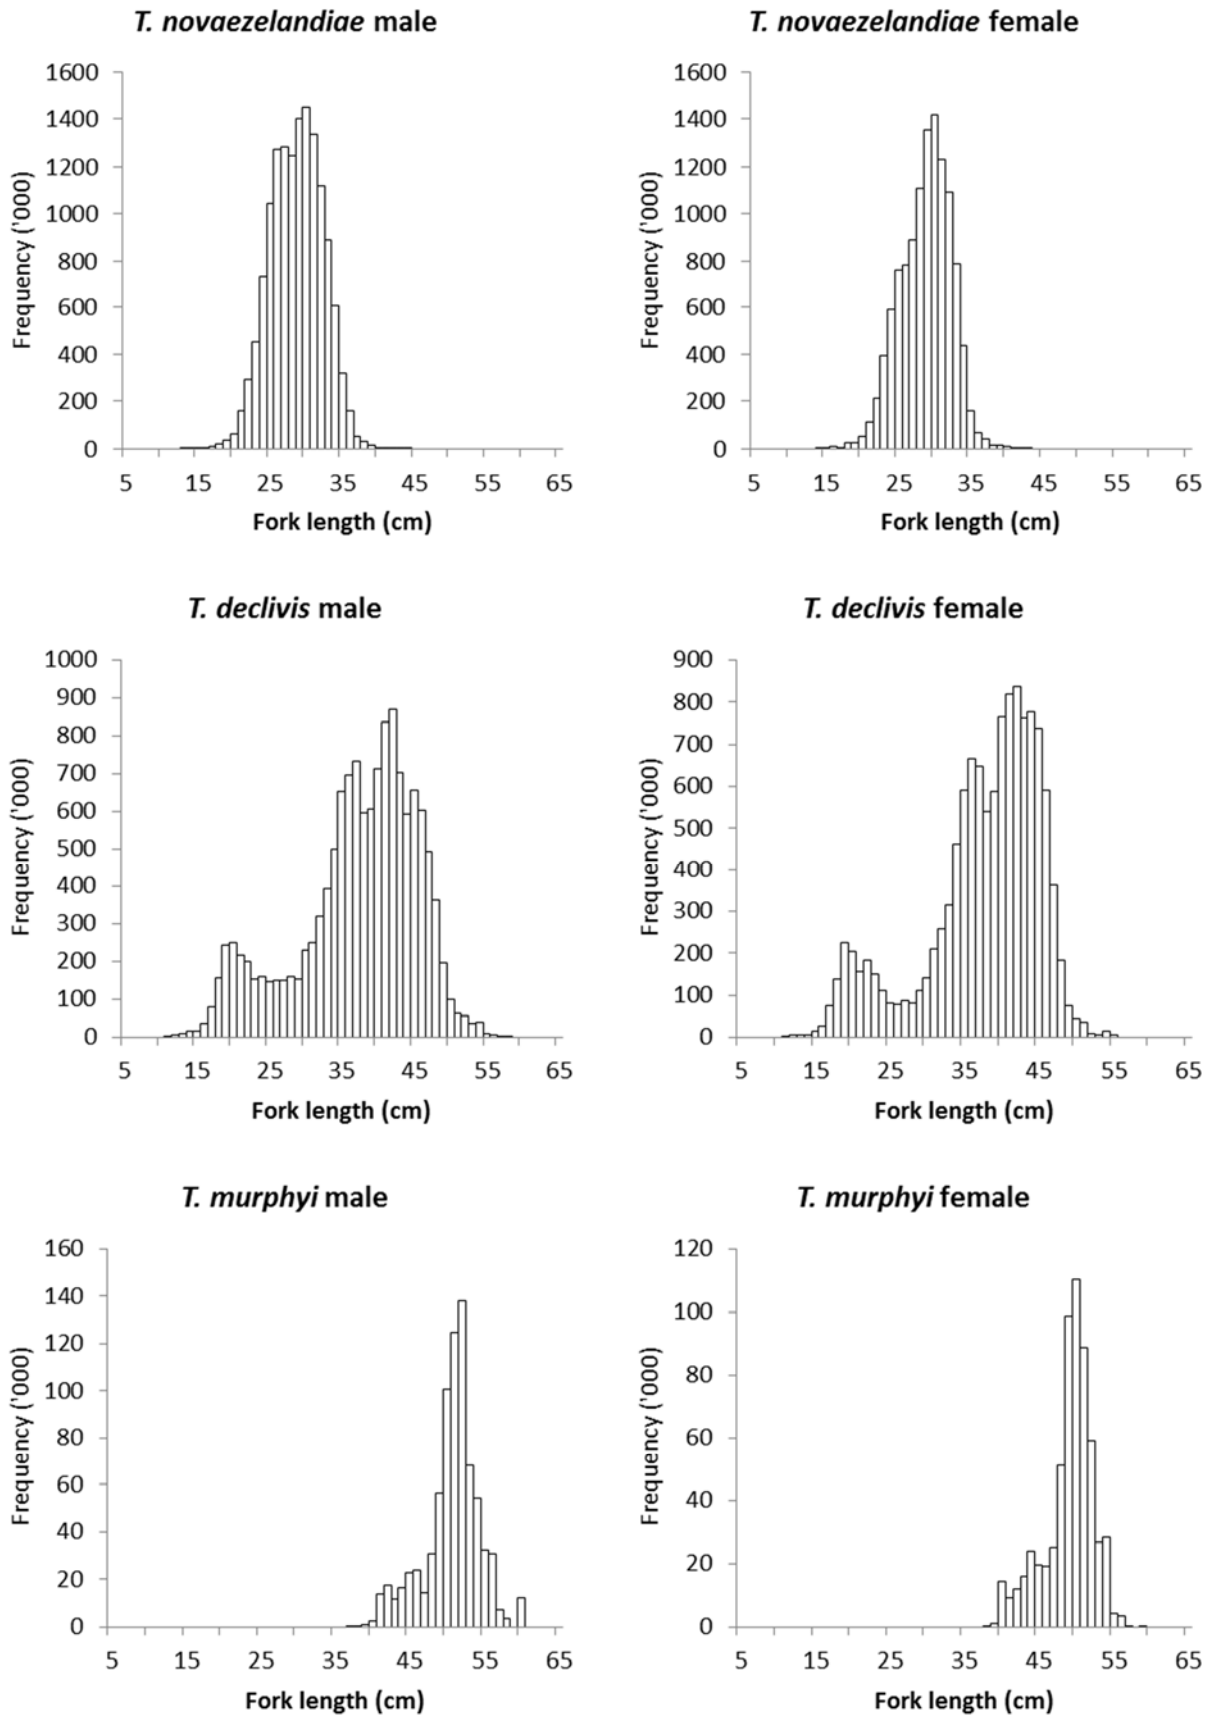 T. novaezelandiae male
1600
1400
1200
1000
800
600
400
200
0
Frequency ('000)
5 15 25 35 45 55 65
Fork length (cm)
T. novaezelandiae female
1600
1400
1200
1000
800
600
400
200
0
Frequency ('000)
5 15 25 35 45 55 65
Fork length (cm)
T. declivis male
1000
900
800
700
600
500
400
300
200
100
0
Frequency ('000)
5 15 25 35 45 55 65
Fork length (cm)
T. declivis female
900
800
700
600
500
400
300
200
100
0
Frequency ('000)
5 15 25 35 45 55 65
Fork length (cm)
T. murphyi male
160
140
120
100
80
60
40
20
0
Frequency ('000)
5 15 25 35 45 55 65
Fork length (cm)
T. murphyi female
120
100
80
60
40
20
0
Frequency ('000)
5 15 25 35 45 55 65
Fork length (cm)